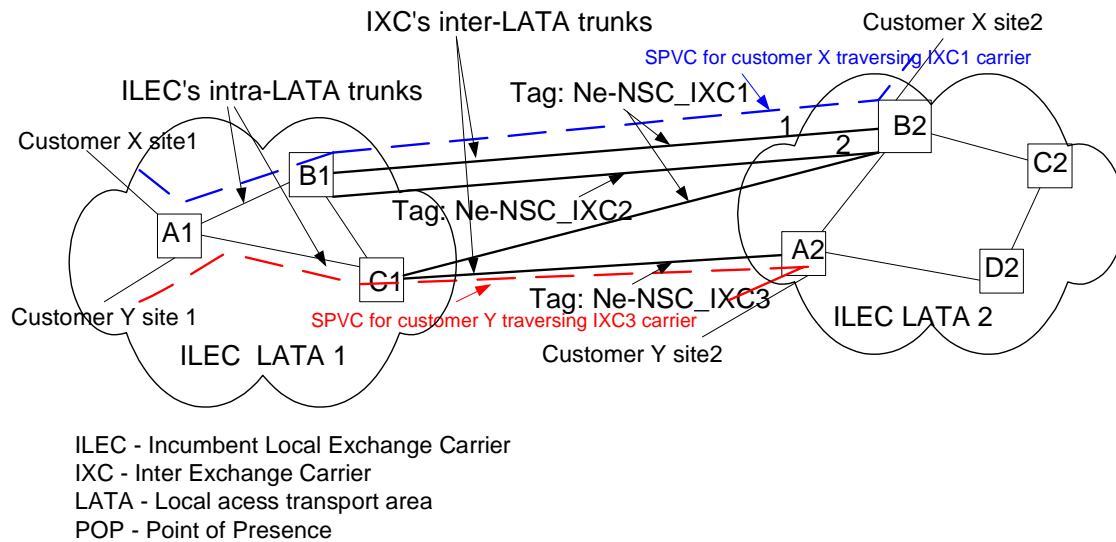 IXC's inter-LATA trunks
Customer X site2
SPVC for customer X traversing IXC1 carrier
ILEC's intra-LATA trunks
Tag: Ne-NSC_IXC1
Customer X site1
1
B2
2
B1
C2
Tag: Ne-NSC_IXC2
A1
A2
C1
D2
Tag: Ne-NSC_IXC3
Customer Y site 1
SPVC for customer Y traversing IXC3 carrier
ILEC LATA 2
ILEC LATA 1
Customer Y site2
ILEC - Incumbent Local Exchange Carrier
IXC - Inter Exchange Carrier
LATA - Local acess transport area
POP - Point of Presence